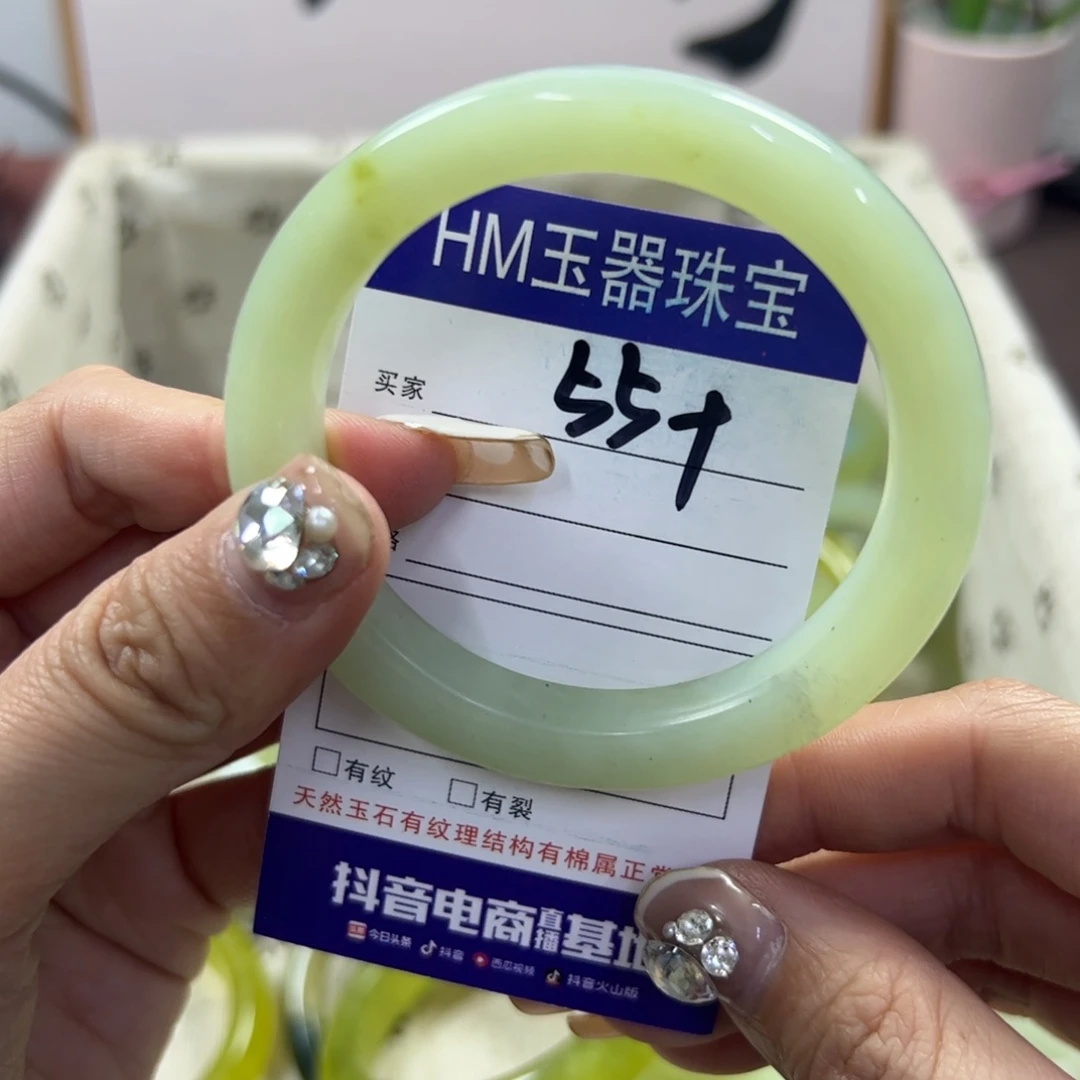 HM玉器珠宝
买家
55+
格
有纹
有裂
天然玉石有纹理结构有棉属正常
抖音电商直播基地
今日头条 抖音 西瓜视频 抖音火山版